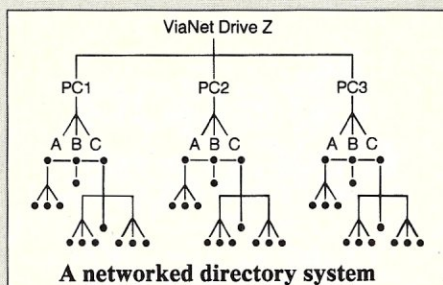 ViaNet Drive Z
PC1 PC2 PC3
A B C A B C A B C
A networked directory system